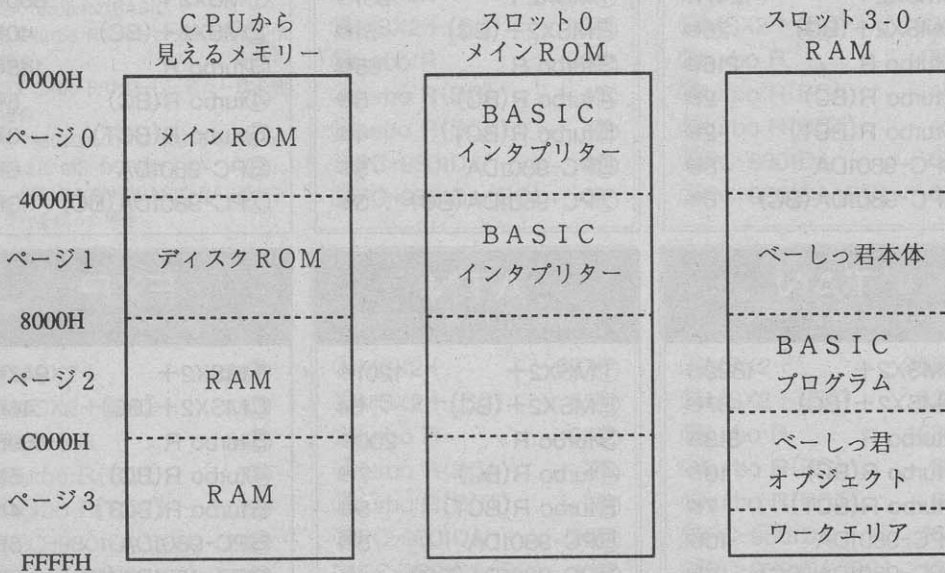 CPUから
見えるメモリー
スロット0
メインROM
スロット3-0
RAM
0000H
ページ0
メインROM
BASIC
インタプリター
4000H
ページ1
ディスクROM
BASIC
インタプリター
べーしっ君本体
8000H
ページ2
RAM
BASIC
プログラム
C000H
ページ3
RAM
べーしっ君
オブジェクト
ワークエリア
FFFFH